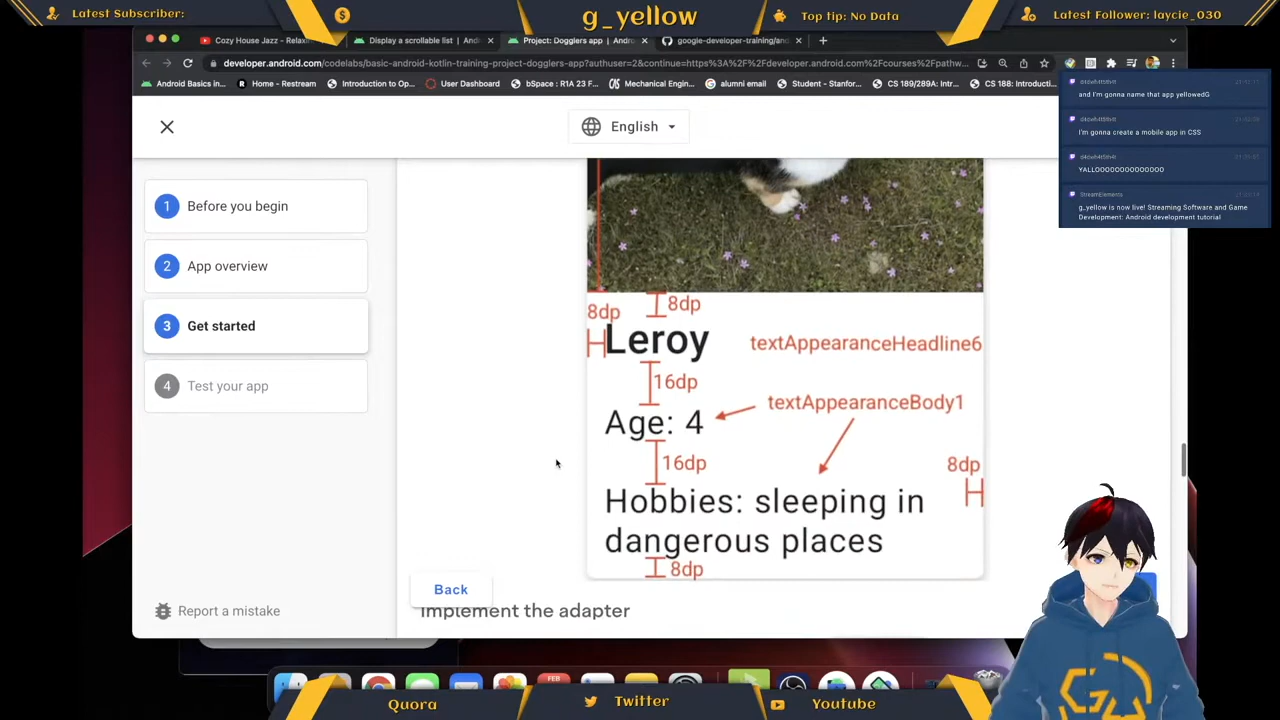 Latest Subscriber:
g_yellow
Top tip: No Data
Latest Follower: laycie_030
Cozy House Jazz - Relaxi
Display a scrollable list | And
Project: Dogglers app | Andro
google-developer-training/an
developer.android.com/codelabs/basic-android-kotlin-training-project-dogglers-app?authuser=2&continue=https%3A%2F%2Fdeveloper.android.com%2Fcourses%2Fpathw...
Android Basics in...
Home - Restream
Introduction to Op...
User Dashboard
bSpace : R1A 23 F...
Mechanical Engin...
alumni email
Student - Stanfor...
CS 189/289A: Intr...
CS 188: Introducti...
and I'm gonna name that app yellowedG
I'm gonna create a mobile app in CSS
YALLOOOOOOOOOOOOO
StreamElements
g_yellow is now live! Streaming Software and Game
Development: Android development tutorial
English
1 Before you begin
2 App overview
3 Get started
4 Test your app
8dp
8dp
Leroy
textAppearanceHeadline6
16dp
textAppearanceBody1
Age: 4
16dp
8dp
Hobbies: sleeping in
dangerous places
8dp
Back
Implement the adapter
Report a mistake
FEB
Quora
Twitter
Youtube